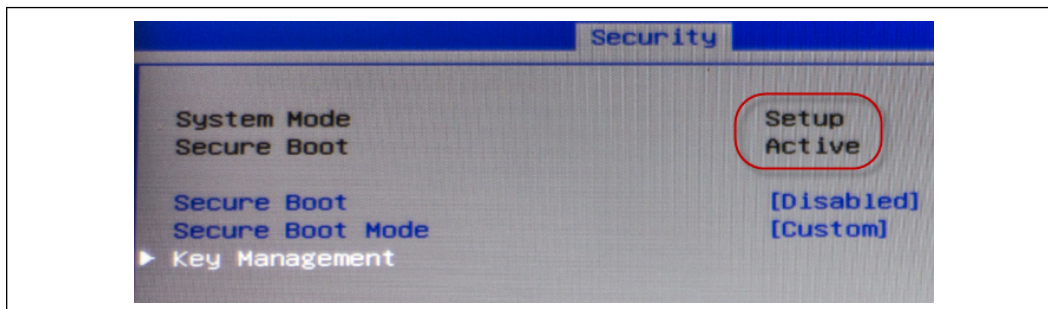 Security
System Mode Setup
Secure Boot Active
Secure Boot [Disabled]
Secure Boot Mode [Custom]
Key Management